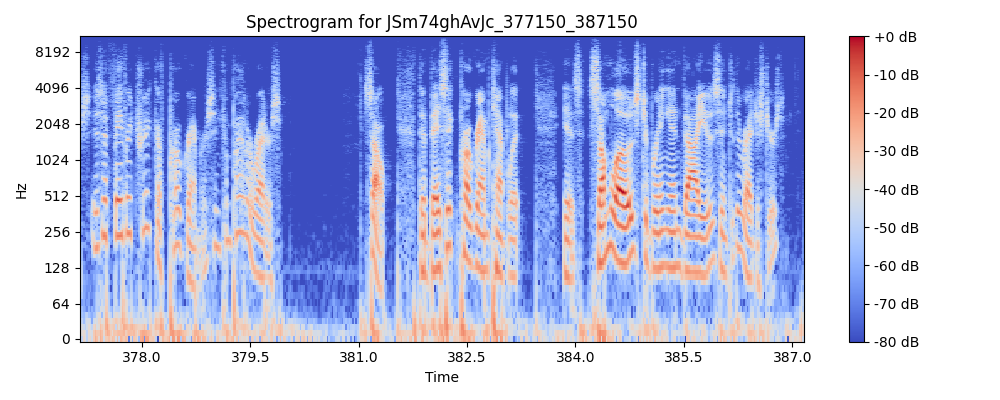 Spectrogram for JSm74ghAvJc_377150_387150
8192
4096
2048
1024
512
256
128
64
0
Hz
378.0 379.5 381.0 382.5 384.0 385.5 387.0
Time
+0 dB
-10 dB
-20 dB
-30 dB
-40 dB
-50 dB
-60 dB
-70 dB
-80 dB